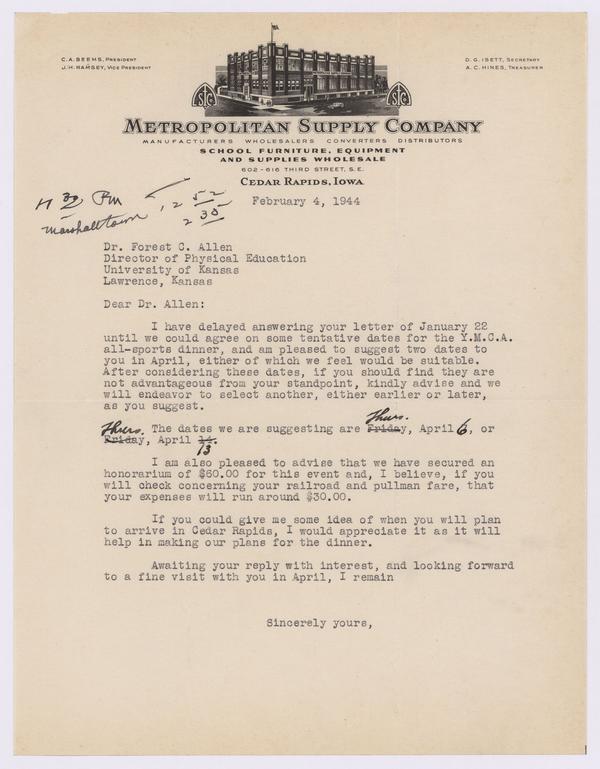 C. A. BEEMS, PRESIDENT
J. H. RAMSEY, VICE PRESIDENT
D. G. ISETT, SECRETARY
A. C. HINES, TREASURER
METROPOLITAN SUPPLY COMPANY
MANUFACTURERS WHOLESALERS CONVERTERS DISTRIBUTORS
SCHOOL FURNITURE, EQUIPMENT
AND SUPPLIES WHOLESALE
602-616 THIRD STREET, S.E.
CEDAR RAPIDS, IOWA
Marshalltown
February 4, 1944
Dr. Forest C. Allen
Director of Physical Education
University of Kansas
Lawrence, Kansas
Dear Dr. Allen:
I have delayed answering your letter of January 22
until we could agree on some tentative dates for the Y.M.C.A.
all-sports dinner, and am pleased to suggest two dates to
you in April, either of which we feel would be suitable.
After considering these dates, if you should find they are
not advantageous from your standpoint, kindly advise and we
will endeavor to select another, either earlier or later,
as you suggest.
Thurs.
Thurs. The dates we are suggesting are Friday, April 6, or
Friday, April 14.
13
I am also pleased to advise that we have secured an
honorarium of $60.00 for this event and, I believe, if you
will check concerning your railroad and pullman fare, that
your expenses will run around $30.00.
If you could give me some idea of when you will plan
to arrive in Cedar Rapids, I would appreciate it as it will
help in making our plans for the dinner.
Awaiting your reply with interest, and looking forward
to a fine visit with you in April, I remain
Sincerely yours,